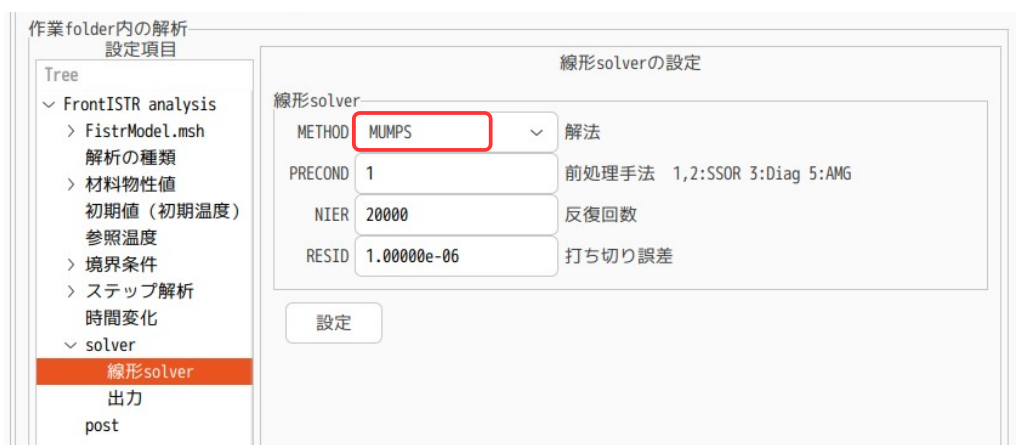 作業folder内の解析
設定項目
Tree
FrontISTR analysis
FistrModel.msh
解析の種類
材料物性値
初期値（初期温度）
参照温度
境界条件
ステップ解析
時間変化
solver
線形solver
出力
post
線形solverの設定
線形solver
METHOD MUMPS 解法
PRECOND 1 前処理手法 1,2:SSOR 3:Diag 5:AMG
NIER 20000 反復回数
RESID 1.00000e-06 打ち切り誤差
設定